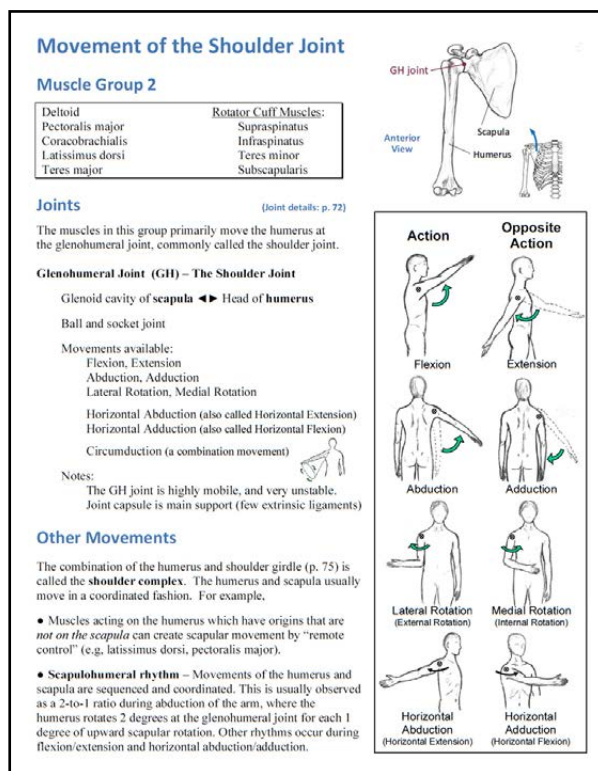 Movement of the Shoulder Joint
Muscle Group 2
Deltoid
Pectoralis major
Coracobrachialis
Latissimus dorsi
Teres major
Rotator Cuff Muscles:
Supraspinatus
Infraspinatus
Teres minor
Subscapularis
GH joint
Scapula
Anterior
View
Humerus
Joints
(Joint details: p. 72)
The muscles in this group primarily move the humerus at
the glenohumeral joint, commonly called the shoulder joint.
Glenohumeral Joint (GH) – The Shoulder Joint
Glenoid cavity of scapula ◄► Head of humerus
Ball and socket joint
Movements available:
Flexion, Extension
Abduction, Adduction
Lateral Rotation, Medial Rotation
Horizontal Abduction (also called Horizontal Extension)
Horizontal Adduction (also called Horizontal Flexion)
Circumduction (a combination movement)
Notes:
The GH joint is highly mobile, and very unstable.
Joint capsule is main support (few extrinsic ligaments)
Other Movements
The combination of the humerus and shoulder girdle (p. 75) is
called the shoulder complex. The humerus and scapula usually
move in a coordinated fashion. For example,
● Muscles acting on the humerus which have origins that are
not on the scapula can create scapular movement by “remote
control” (e.g, latissimus dorsi, pectoralis major).
● Scapulohumeral rhythm – Movements of the humerus and
scapula are sequenced and coordinated. This is usually observed
as a 2-to-1 ratio during abduction of the arm, where the
humerus rotates 2 degrees at the glenohumeral joint for each 1
degree of upward scapular rotation. Other rhythms occur during
flexion/extension and horizontal abduction/adduction.
Action
Opposite
Action
Flexion
Extension
Abduction
Adduction
Lateral Rotation
(External Rotation)
Medial Rotation
(Internal Rotation)
Horizontal
Abduction
(Horizontal Extension)
Horizontal
Adduction
(Horizontal Flexion)